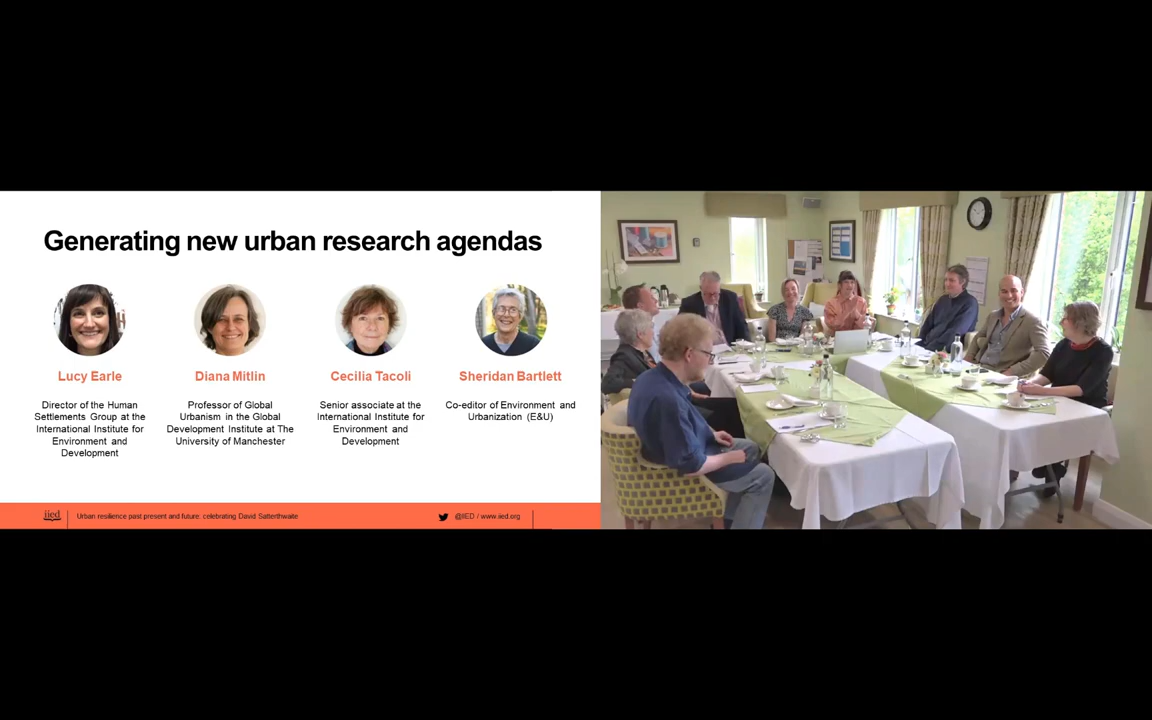 Generating new urban research agendas
Lucy Earle
Director of the Human
Settlements Group at the
International Institute for
Environment and
Development
Diana Mitlin
Professor of Global
Urbanism in the Global
Development Institute at The
University of Manchester
Cecilia Tacoli
Senior associate at the
International Institute for
Environment and
Development
Sheridan Bartlett
Co-editor of Environment and
Urbanization (E&U)
iied
Urban resilience past present and future: celebrating David Satterthwaite
@IIED / www.iied.org